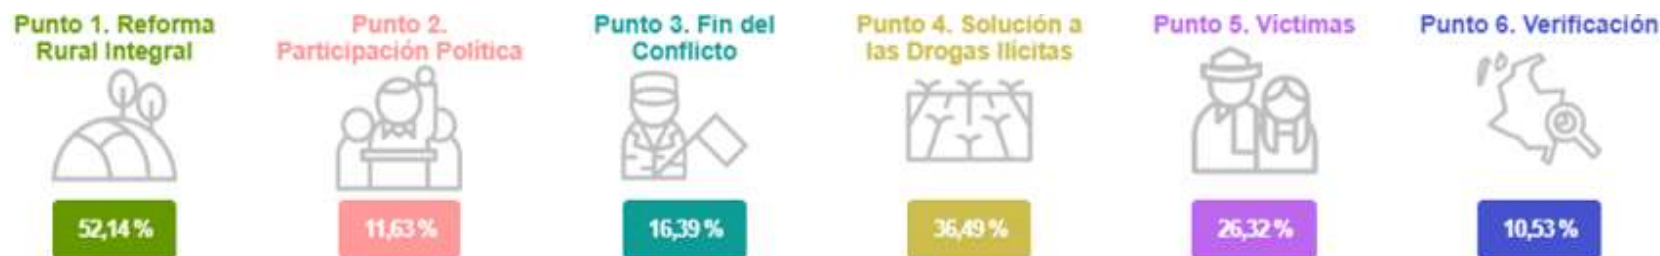 Punto 1. Reforma
Rural Integral
52,14 %
Punto 2.
Participación Política
11,63 %
Punto 3. Fin del
Conflicto
16,39 %
Punto 4. Solución a
las Drogas Ilícitas
36,49 %
Punto 5. Víctimas
26,32 %
Punto 6. Verificación
10,53 %